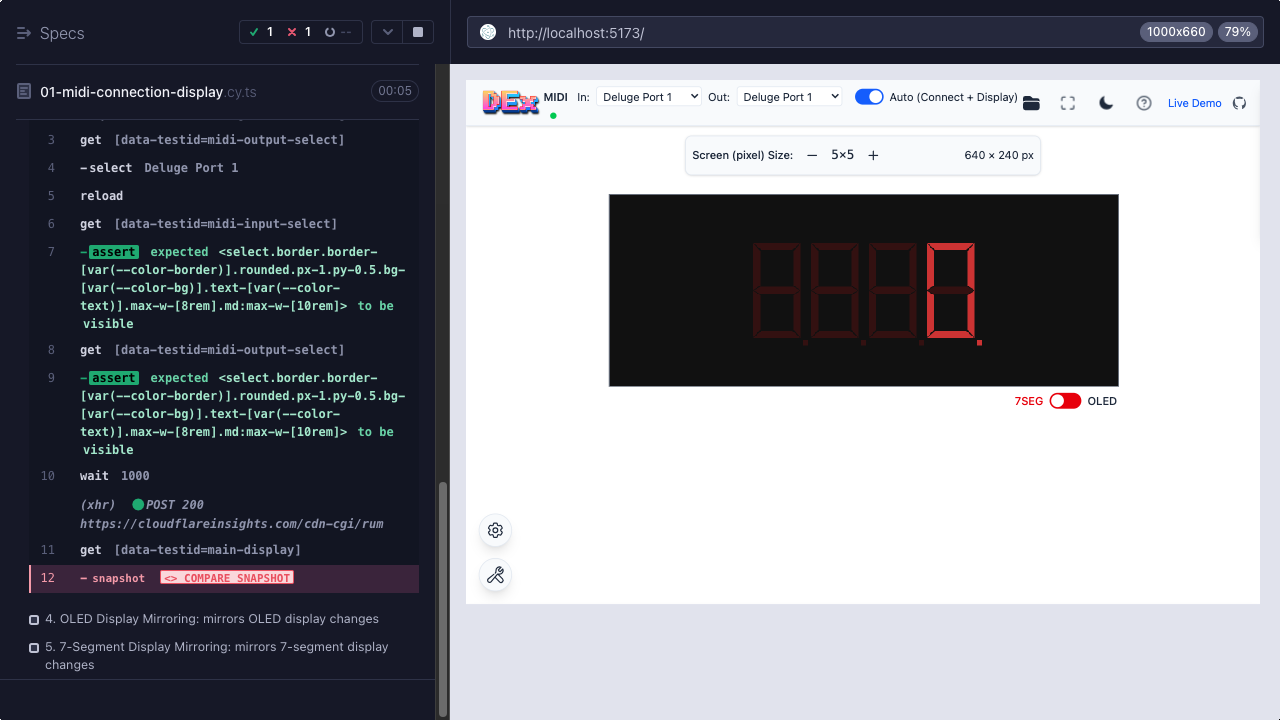 Specs
1
1
--
http://localhost:5173/
1000x660
79%
01-midi-connection-display.cy.ts
00:05
3 get [data-testid=midi-output-select]
4 -select Deluge Port 1
5 reload
6 get [data-testid=midi-input-select]
7 -assert expected <select.border.border-
[var(--color-border)].rounded.px-1.py-0.5.bg-
[var(--color-bg)].text-[var(--color-
text)].max-w-[8rem].md:max-w-[10rem]> to be
visible
8 get [data-testid=midi-output-select]
9 -assert expected <select.border.border-
[var(--color-border)].rounded.px-1.py-0.5.bg-
[var(--color-bg)].text-[var(--color-
text)].max-w-[8rem].md:max-w-[10rem]> to be
visible
10 wait 1000
(xhr) POST 200
https://cloudflareinsights.com/cdn-cgi/rum
11 get [data-testid=main-display]
12 - snapshot <> COMPARE SNAPSHOT
4. OLED Display Mirroring: mirrors OLED display changes
5. 7-Segment Display Mirroring: mirrors 7-segment display
changes
DEx MIDI In: Deluge Port 1 Out: Deluge Port 1 Auto (Connect + Display) Live Demo
Screen (pixel) Size: − 5×5 + 640 × 240 px
0.
7SEG OLED